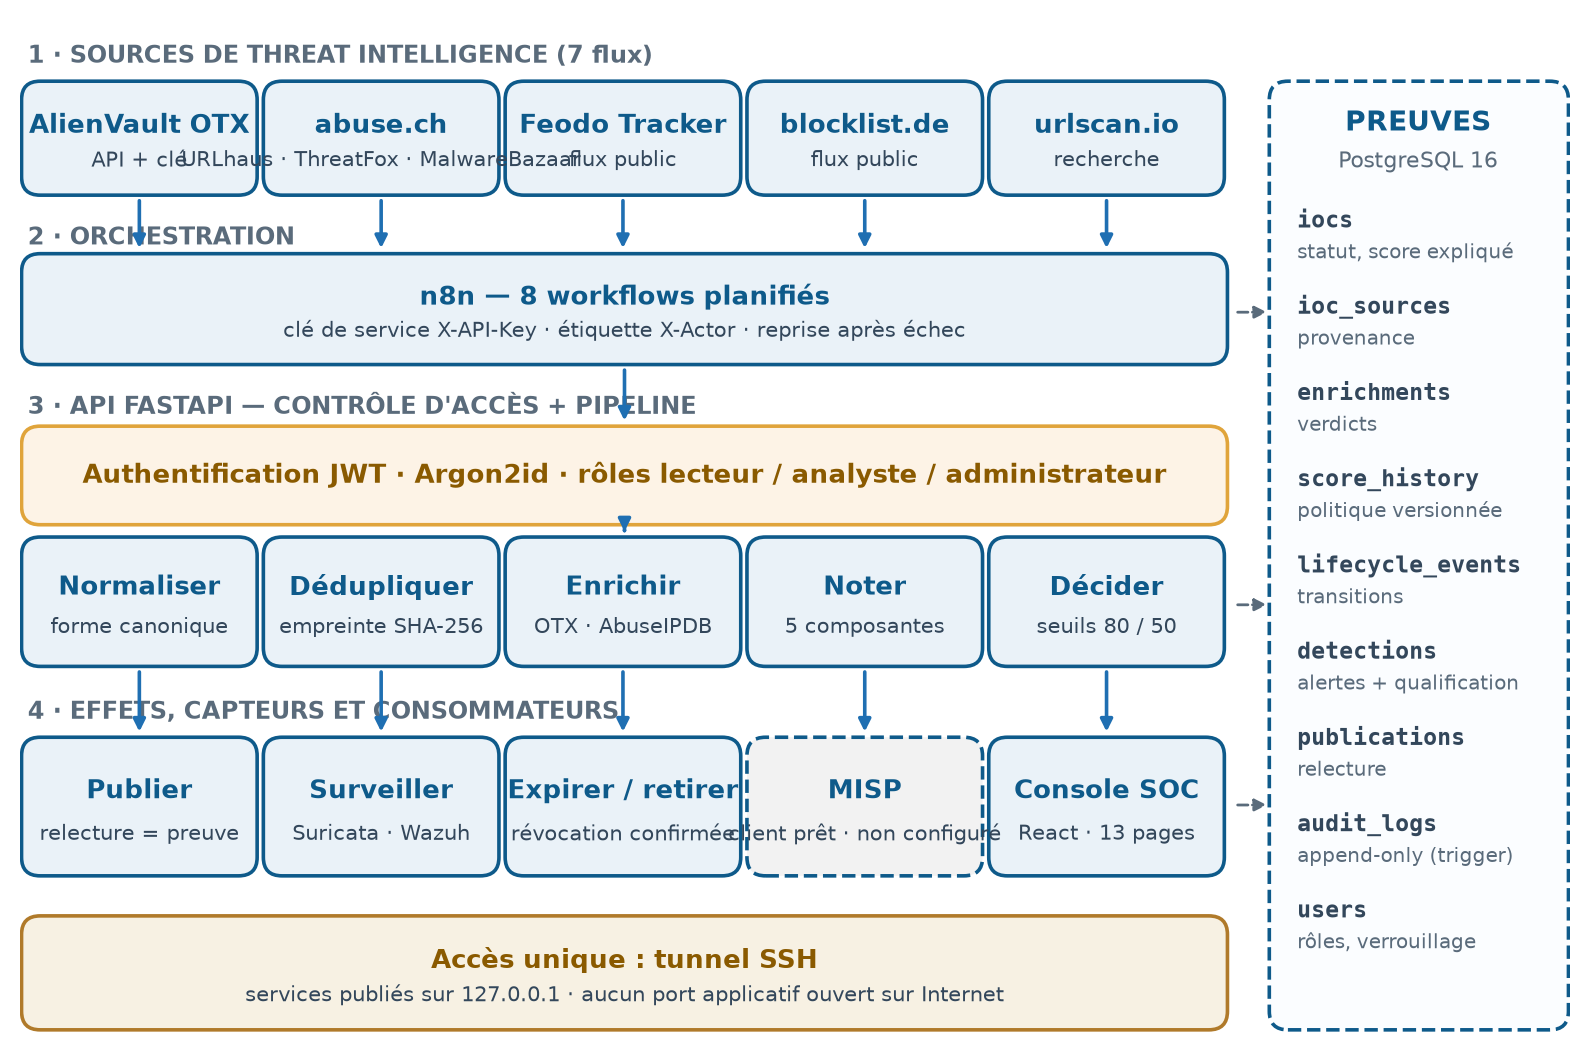 1 · SOURCES DE THREAT INTELLIGENCE (7 flux)
AlienVault OTX
API + clé
abuse.ch
URLhaus · ThreatFox · MalwareBazaar
Feodo Tracker
flux public
blocklist.de
flux public
urlscan.io
recherche
2 · ORCHESTRATION
n8n — 8 workflows planifiés
clé de service X-API-Key · étiquette X-Actor · reprise après échec
3 · API FASTAPI — CONTRÔLE D'ACCÈS + PIPELINE
Authentification JWT · Argon2id · rôles lecteur / analyste / administrateur
Normaliser
forme canonique
Dédupliquer
empreinte SHA-256
Enrichir
OTX · AbuseIPDB
Noter
5 composantes
Décider
seuils 80 / 50
4 · EFFETS, CAPTEURS ET CONSOMMATEURS
Publier
relecture = preuve
Surveiller
Suricata · Wazuh
Expirer / retirer
révocation confirmée
MISP
client prêt · non configuré
Console SOC
React · 13 pages
Accès unique : tunnel SSH
services publiés sur 127.0.0.1 · aucun port applicatif ouvert sur Internet
PREUVES
PostgreSQL 16
iocs
statut, score expliqué
ioc_sources
provenance
enrichments
verdicts
score_history
politique versionnée
lifecycle_events
transitions
detections
alertes + qualification
publications
relecture
audit_logs
append-only (trigger)
users
rôles, verrouillage